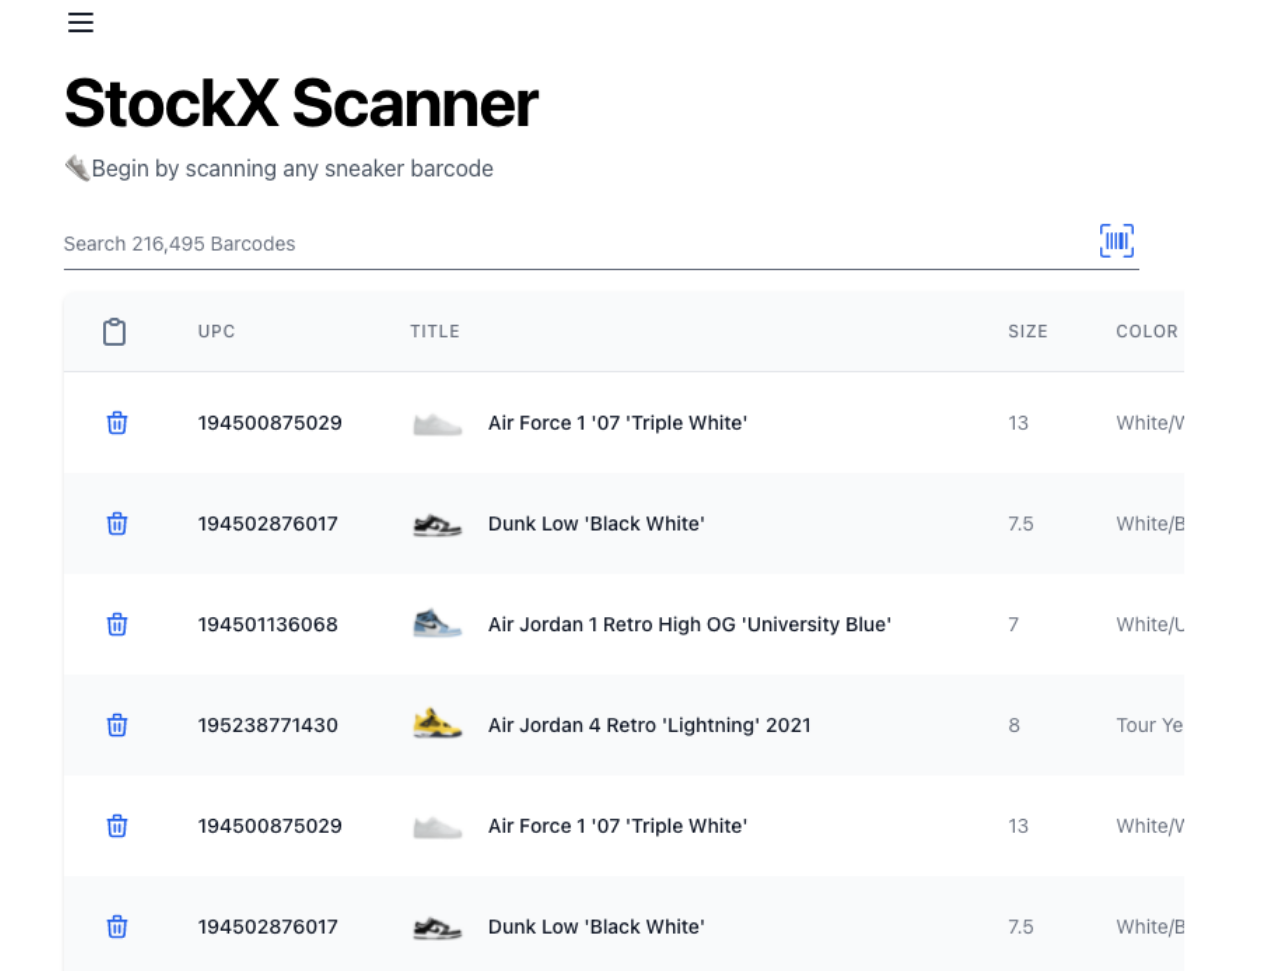 StockX Scanner
Begin by scanning any sneaker barcode
Search 216,495 Barcodes
UPC TITLE SIZE COLOR
194500875029 Air Force 1 '07 'Triple White' 13 White/W
194502876017 Dunk Low 'Black White' 7.5 White/B
194501136068 Air Jordan 1 Retro High OG 'University Blue' 7 White/U
195238771430 Air Jordan 4 Retro 'Lightning' 2021 8 Tour Ye
194500875029 Air Force 1 '07 'Triple White' 13 White/W
194502876017 Dunk Low 'Black White' 7.5 White/B